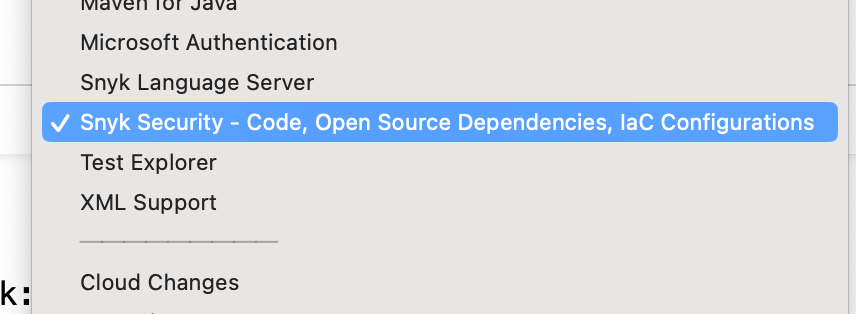 Maven for Java
Microsoft Authentication
Snyk Language Server
✓ Snyk Security - Code, Open Source Dependencies, IaC Configurations
Test Explorer
XML Support
Cloud Changes
k: